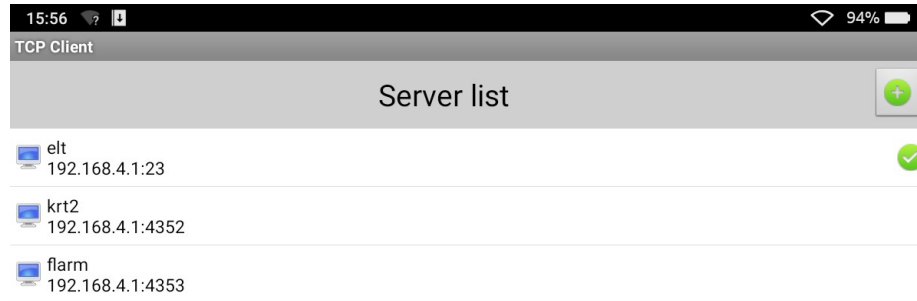 15:56 94%
TCP Client
Server list
elt
192.168.4.1:23
krt2
192.168.4.1:4352
flarm
192.168.4.1:4353